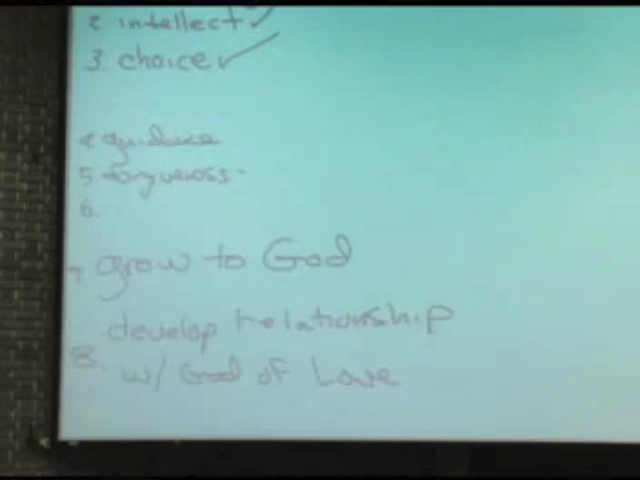 2. intellect ✓
3. choice ✓
4 guidance
5 forgiveness
6.
7 grow to God
develop relationship
8. w/ God of Love